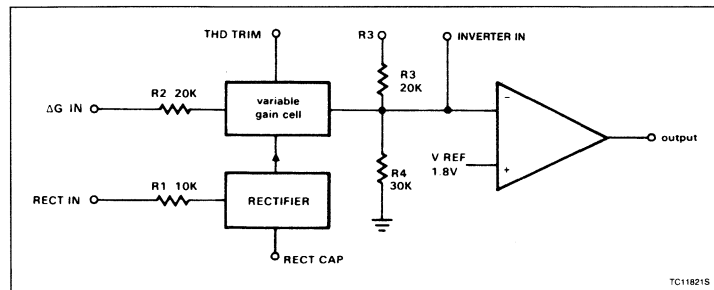 THD TRIM
R3
INVERTER IN
R3
20K
ΔG IN
R2 20K
variable
gain cell
−
output
V REF
1.8V
+
R4
30K
RECT IN
R1 10K
RECTIFIER
RECT CAP
TC11821S